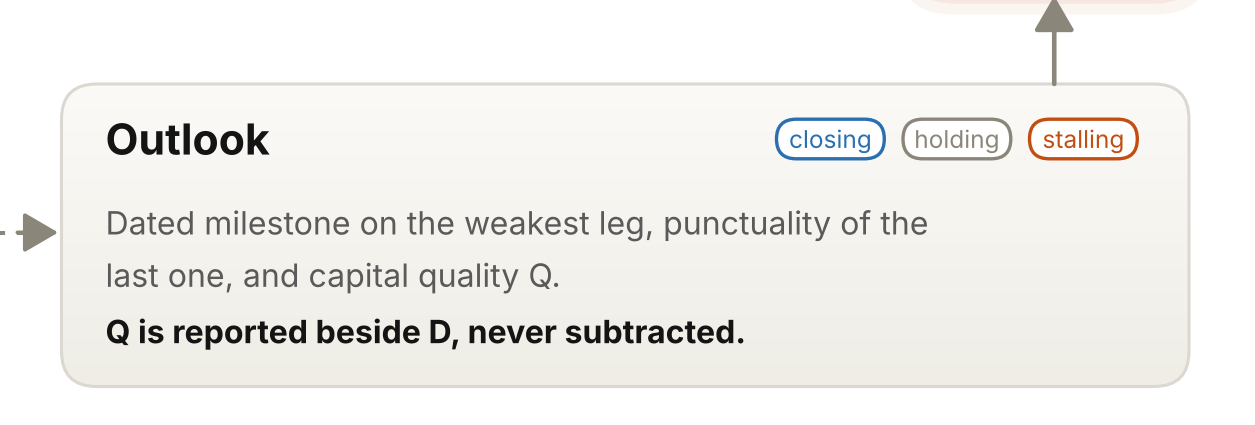 Outlook
closing holding stalling
Dated milestone on the weakest leg, punctuality of the
last one, and capital quality Q.
Q is reported beside D, never subtracted.